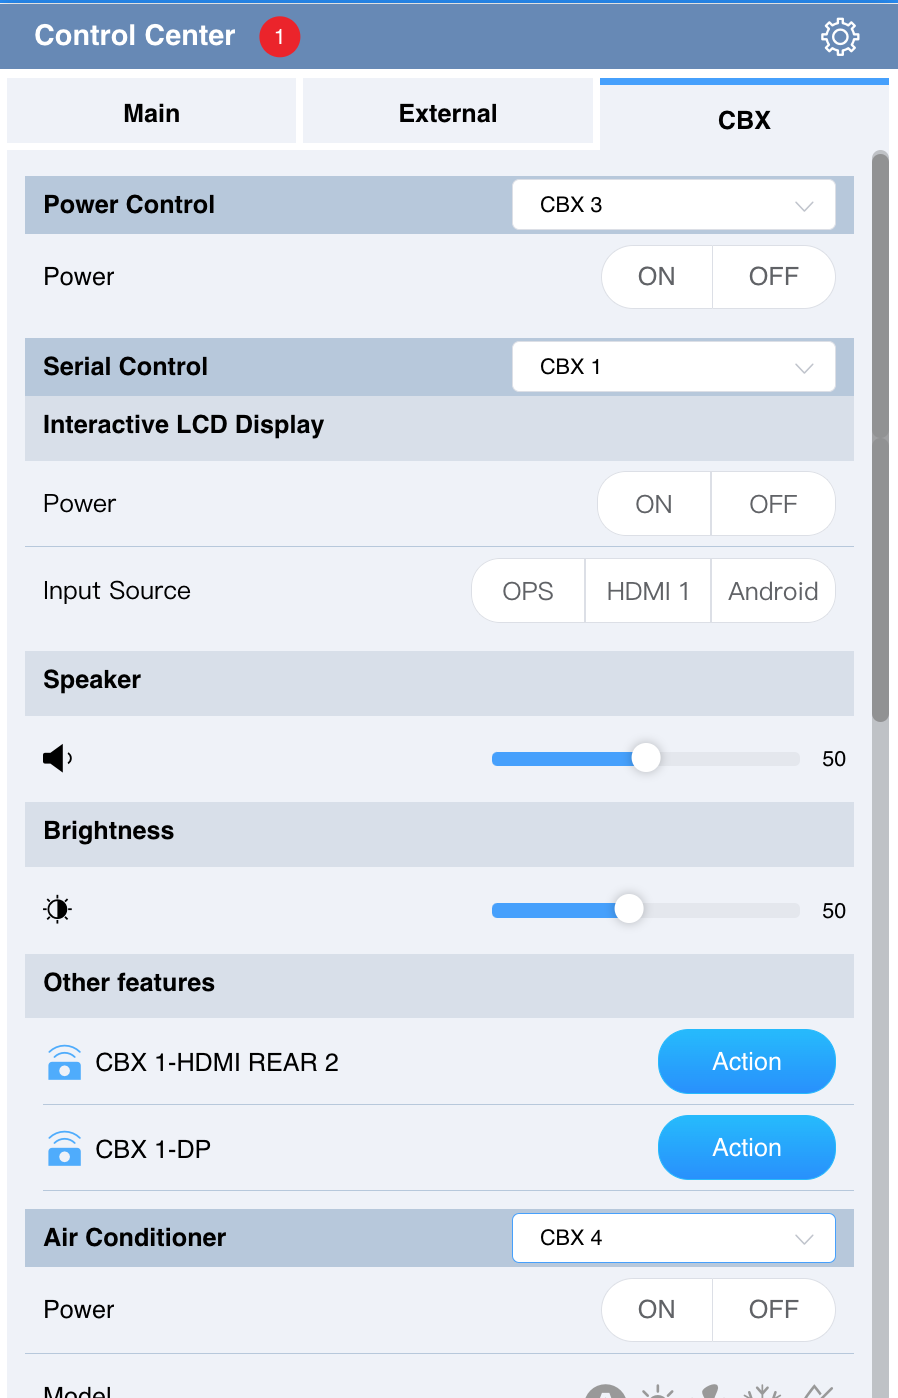 Control Center 1
Main External CBX
Power Control CBX 3
Power ON OFF
Serial Control CBX 1
Interactive LCD Display
Power ON OFF
Input Source OPS HDMI 1 Android
Speaker
50
Brightness
50
Other features
CBX 1-HDMI REAR 2 Action
CBX 1-DP Action
Air Conditioner CBX 4
Power ON OFF
Model